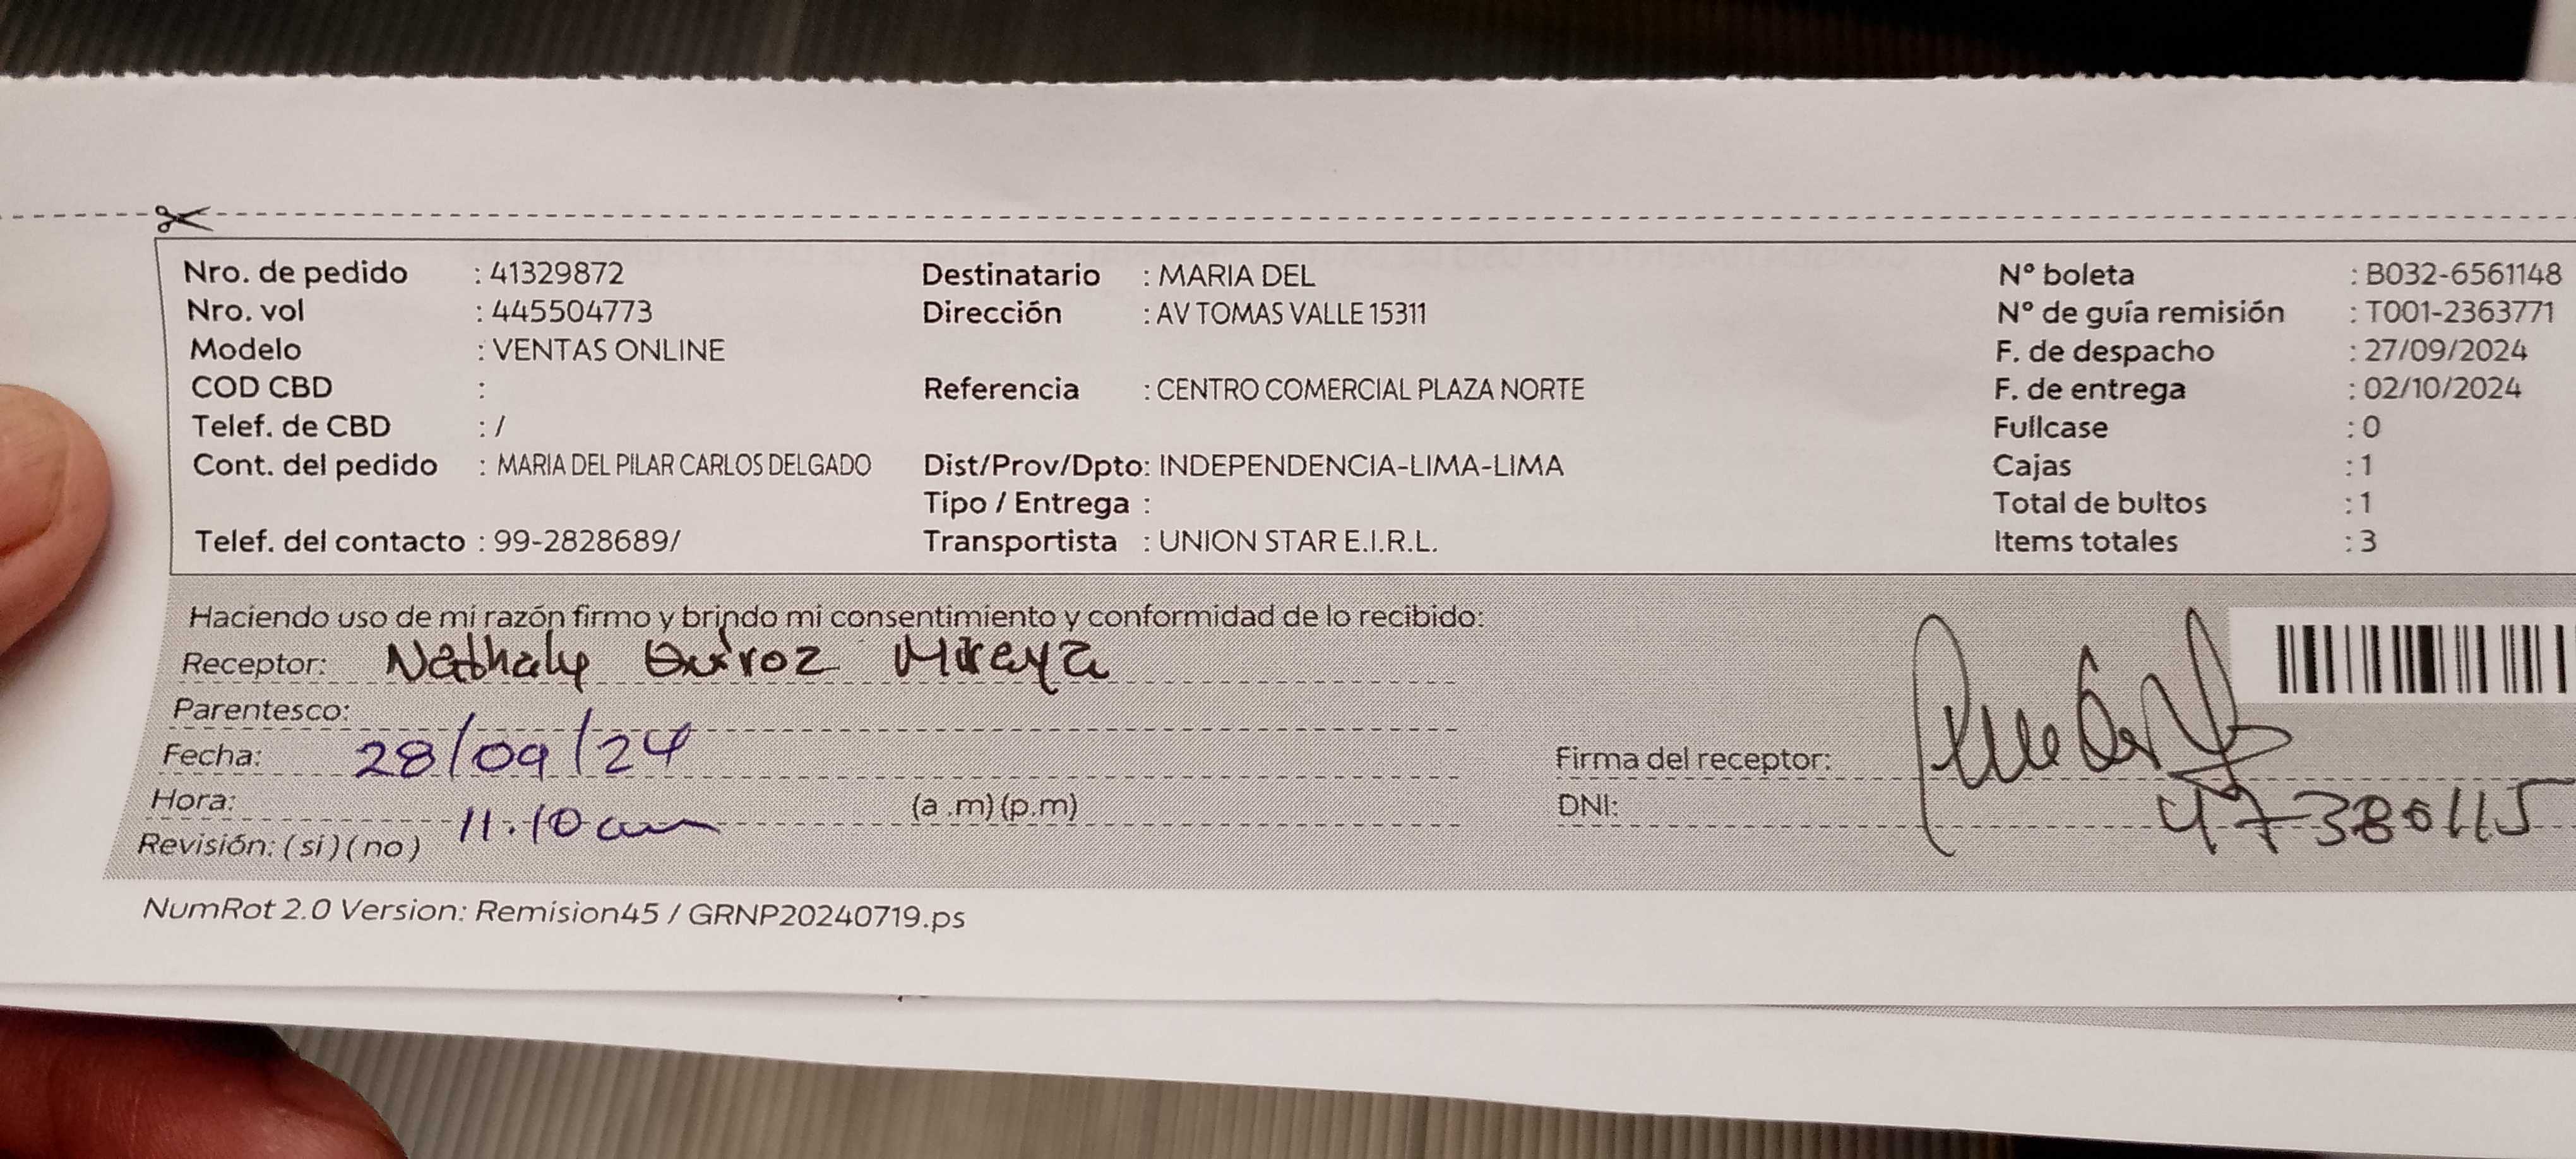 Nro. de pedido : 41329872 Destinatario : MARIA DEL Nº boleta : B032-6561148
Nro. vol : 445504773 Dirección : AV TOMAS VALLE 15311 Nº de guía remisión : T001-2363771
Modelo : VENTAS ONLINE F. de despacho : 27/09/2024
COD CBD : Referencia : CENTRO COMERCIAL PLAZA NORTE F. de entrega : 02/10/2024
Telef. de CBD : / Fullcase : 0
Cont. del pedido : MARIA DEL PILAR CARLOS DELGADO Dist/Prov/Dpto: INDEPENDENCIA-LIMA-LIMA Cajas : 1
Tipo / Entrega : Total de bultos : 1
Telef. del contacto : 99-2828689/ Transportista : UNION STAR E.I.R.L. Items totales : 3
Haciendo uso de mi razón firmo y brindo mi consentimiento y conformidad de lo recibido:
Receptor: Nathaly Quiroz Mireya
Parentesco:
Fecha: 28/09/24 Firma del receptor:
Hora: 11.10 am (a .m) (p.m) DNI: 47380115
Revisión: ( si ) ( no )
NumRot 2.0 Version: Remision45 / GRNP20240719.ps